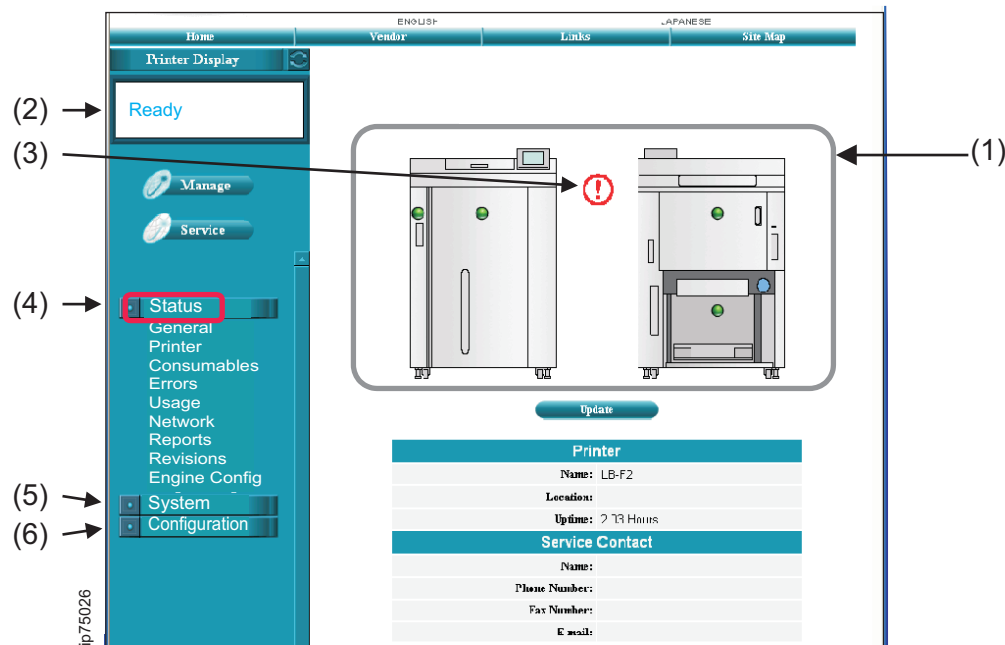 ENGLISH JAPANESE
Home Vendor Links Site Map
Printer Display
(2) Ready
(3)
(1)
Manage
Service
(4) Status
General
Printer
Consumables
Errors
Usage
Network
Reports
Revisions
Engine Config
(5) System
(6) Configuration
Update
Printer
Name: LB-F2
Location:
Uptime: Hours
Service Contact
Name:
Phone Number:
Fax Number:
E mail:
ip75026